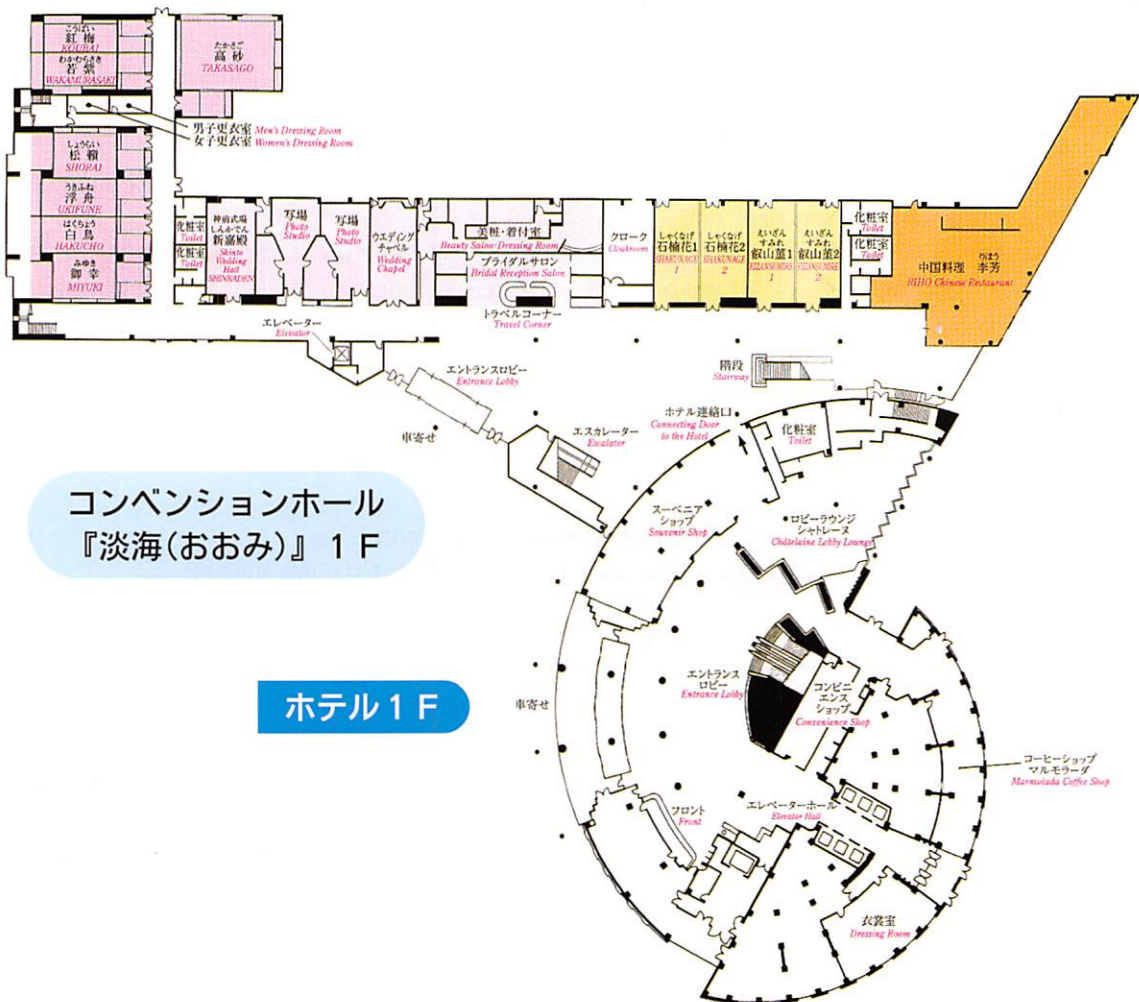 こうばい
紅梅
KOUBAI
わかむらさき
若紫
WAKAMURASAKI
たかさご
高砂
TAKASAGO
男子更衣室 Men's Dressing Room
女子更衣室 Women's Dressing Room
しょうらい
松籟
SHORAI
うきふね
浮舟
UKIFUNE
はくちょう
白鳥
HAKUCHO
みゆき
御幸
MIYUKI
化粧室
Toilet
化粧室
Toilet
神前式場
しんかでん
新嘉殿
Shinto
Wedding
Hall
SHINKADEN
写場
Photo
Studio
写場
Photo
Studio
ウエディング
チャペル
Wedding
Chapel
美粧・着付室
Beauty Salon·Dressing Room
ブライダルサロン
Bridal Reception Salon
トラベルコーナー
Travel Corner
クローク
Cloakroom
しゃくなげ
石楠花1
SHAKUNAGE
1
しゃくなげ
石楠花2
SHAKUNAGE
2
えいざん
すみれ
叡山菫1
EIZANSUMIRE
1
えいざん
すみれ
叡山菫2
EIZANSUMIRE
2
化粧室
Toilet
化粧室
Toilet
りほう
中国料理 李芳
RIHO Chinese Restaurant
エレベーター
Elevator
エントランスロビー
Entrance Lobby
車寄せ
エスカレーター
Escalator
階段
Stairway
ホテル連絡口
Connecting Door
to the Hotel
化粧室
Toilet
コンベンションホール
『淡海(おおみ)』 1F
スーベニア
ショップ
Souvenir Shop
ロビーラウンジ
シャトレーヌ
Châtelaine Lobby Lounge
ホテル1F
車寄せ
エントランス
ロビー
Entrance Lobby
コンビニ
エンス
ショップ
Convenience Shop
コーヒーショップ
マルモラーダ
Marmolada Coffee Shop
フロント
Front
エレベーターホール
Elevator Hall
衣裳室
Dressing Room